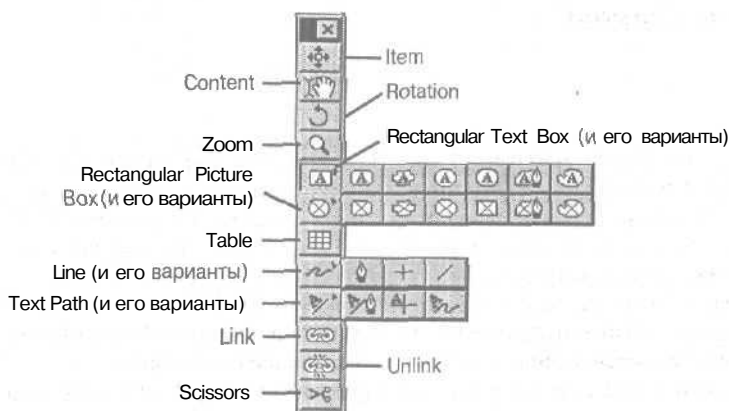 Item
Content
Rotation
Zoom
Rectangular Text Box (и его варианты)
Rectangular Picture
Box (и его варианты)
Table
Line (и его варианты)
Text Path (и его варианты)
Link
Unlink
Scissors